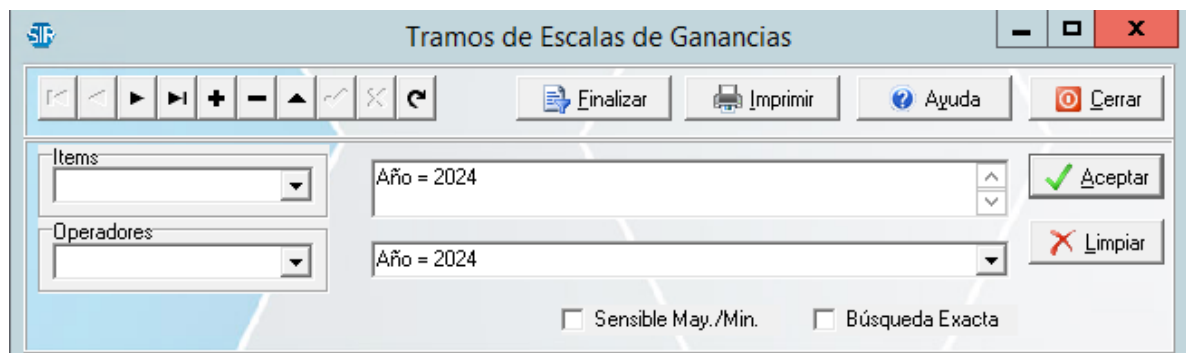 SIR
Tramos de Escalas de Ganancias
Finalizar Imprimir Ayuda Cerrar
Items
Año = 2024
Aceptar
Operadores
Año = 2024
Limpiar
Sensible May./Min. Búsqueda Exacta